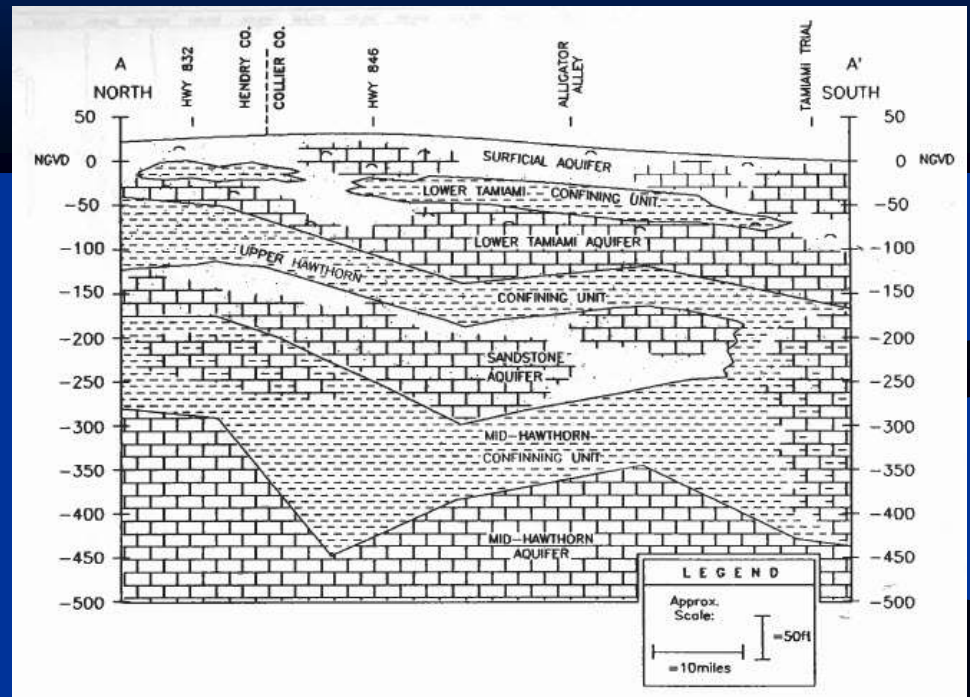 A
NORTH
HWY 832
HENDRY CO.
COLLIER CO.
HWY 846
ALLIGATOR
ALLEY
TAMIAMI TRIAL
A'
SOUTH
50
50
NGVD
0
0
NGVD
-50
-50
-100
-100
-150
-150
-200
-200
-250
-250
-300
-300
-350
-350
-400
-400
-450
-450
-500
-500
SURFICIAL AQUIFER
LOWER TAMIAMI CONFINING UNIT
LOWER TAMIAMI AQUIFER
UPPER HAWTHORN
CONFINING UNIT
SANDSTONE
AQUIFER
MID-HAWTHORN
CONFINNING UNIT
MID-HAWTHORN
AQUIFER
LEGEND
Approx.
Scale:
=50ft
=10miles